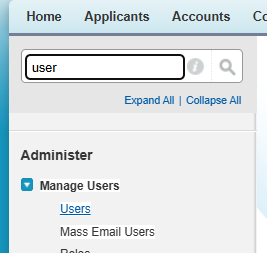 Home Applicants Accounts
user
Expand All | Collapse All
Administer
Manage Users
Users
Mass Email Users